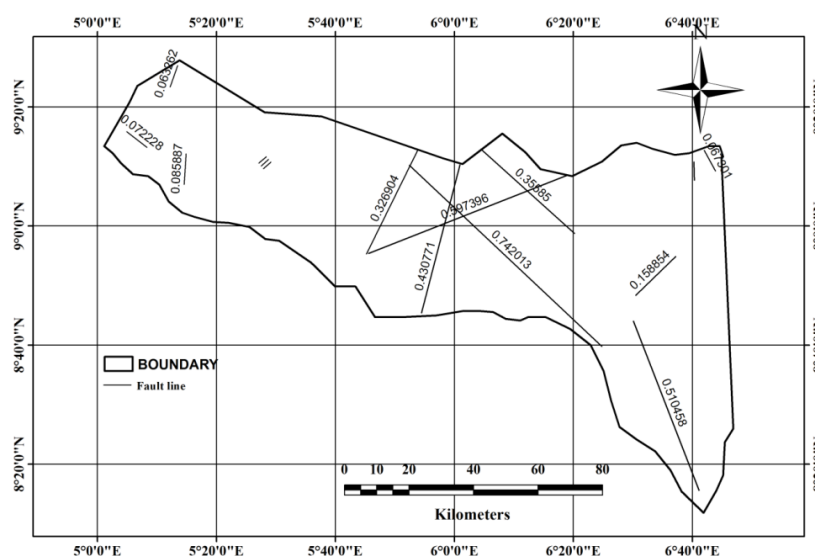 5°0'0"E 5°20'0"E 5°40'0"E 6°0'0"E 6°20'0"E 6°40'0"E
N
9°20'0"N
9°0'0"N
8°40'0"N
8°20'0"N
0.063262
0.072228
0.085887
0.326904
0.597396
0.35585
0.067301
0.430771
0.742013
0.158854
0.510458
BOUNDARY
Fault line
0 10 20 40 60 80
Kilometers
5°0'0"E 5°20'0"E 5°40'0"E 6°0'0"E 6°20'0"E 6°40'0"E